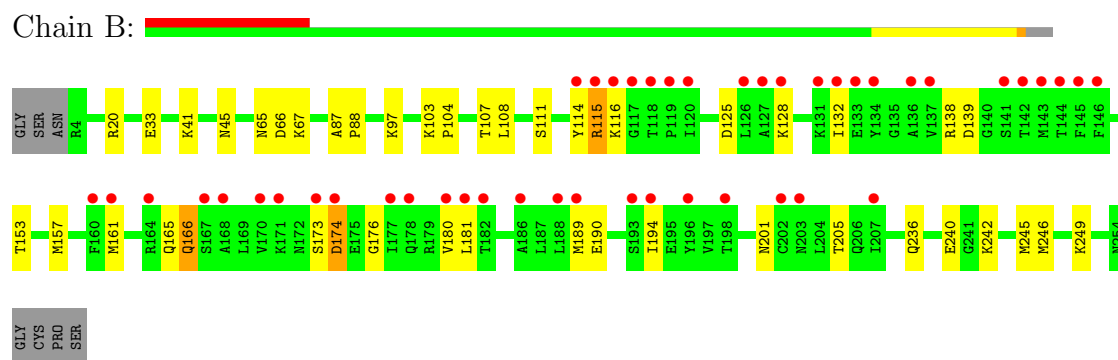 Chain B:
GLY SER ASN R4 R20 E33 K41 N45 N65 D66 K67 A87 P88 K97 K103 P104 T107 L108 S111 Y114 R115 K116 G117 T118 P119 I120 D125 L126 A127 K128 K131 I132 E133 Y134 G135 A136 V137 R138 D139 G140 S141 T142 M143 T144 F145 F146
T153 M157 F160 M161 R164 Q165 Q166 S167 A168 L169 V170 K171 N172 S173 D174 E175 G176 I177 Q178 R179 V180 L181 T182 A186 L187 L188 M189 E190 S193 I194 E195 Y196 V197 T198 N201 C202 N203 L204 T205 Q206 I207 Q236 E240 G241 K242 M245 M246 K249
GLY CYS PRO SER